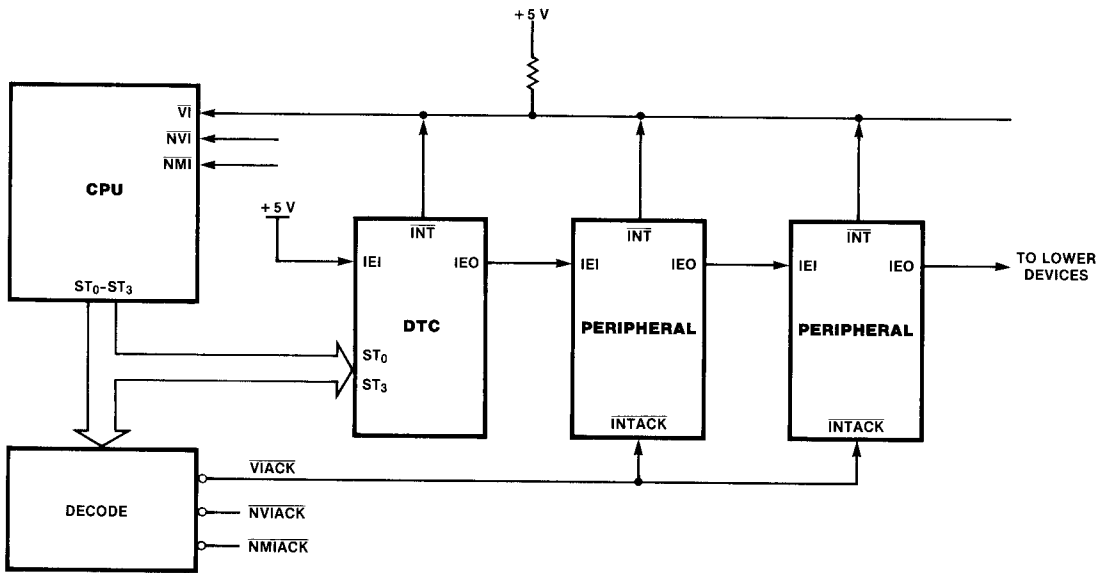 +5 V
VI
NVI
NMI
CPU
ST0-ST3
+5 V
INT
IEI
IEO
DTC
ST0
ST3
INT
IEI
IEO
PERIPHERAL
INTACK
INT
IEI
IEO
PERIPHERAL
INTACK
TO LOWER
DEVICES
DECODE
VIACK
NVIACK
NMIACK